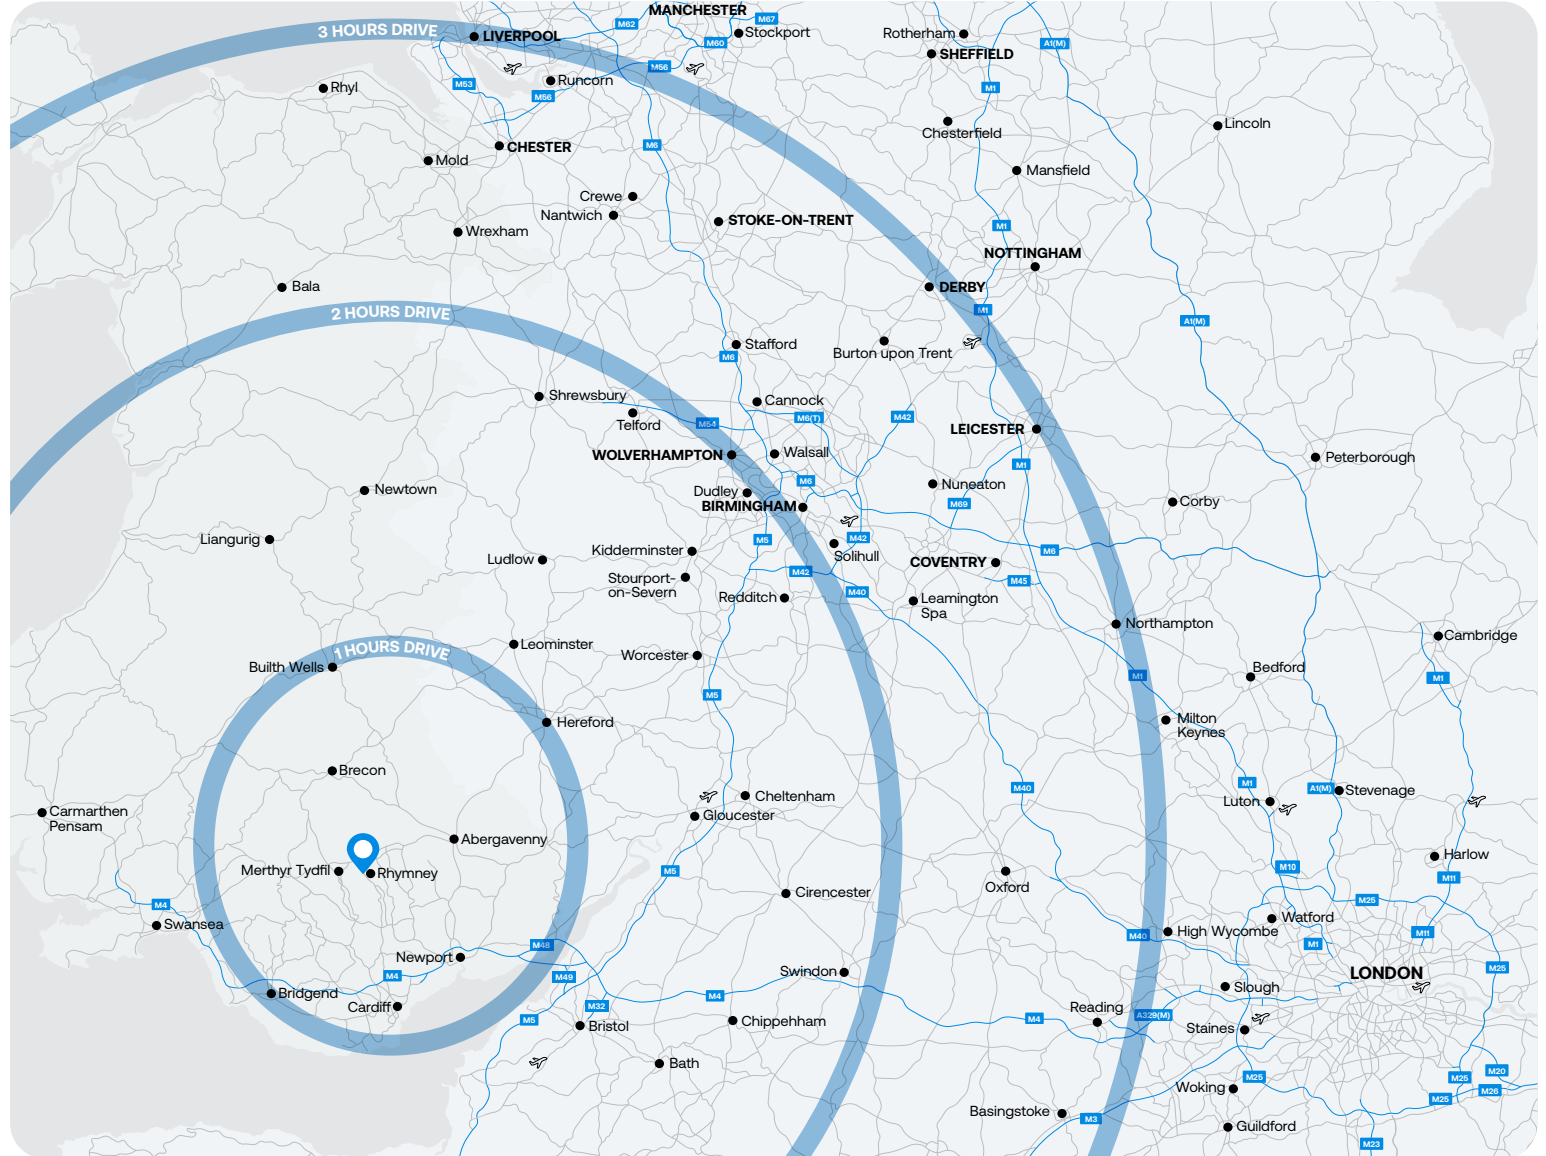 MANCHESTER
M67
M62
3 HOURS DRIVE
LIVERPOOL
M60
Stockport
Rotherham
A1(M)
SHEFFIELD
M56
M53
Runcorn
Rhyl
M56
M1
Chesterfield
Lincoln
CHESTER
M6
Mold
Mansfield
Crewe
Nantwich
STOKE-ON-TRENT
Wrexham
M1
NOTTINGHAM
Bala
DERBY
2 HOURS DRIVE
M1
A1(M)
Stafford
M6
Burton upon Trent
Shrewsbury
Cannock
Telford
M54
M6(T)
M42
LEICESTER
WOLVERHAMPTON
Walsall
M1
Peterborough
M6
Dudley
Nuneaton
Newtown
BIRMINGHAM
M69
Corby
Liangurig
M5
M42
Kidderminster
Solihull
M6
Ludlow
COVENTRY
Stourport-
on-Severn
M42
M45
Redditch
M40
Leamington
Spa
Northampton
Cambridge
1 HOURS DRIVE
Leominster
Worcester
Builth Wells
Bedford
M1
M1
M5
Hereford
Milton
Keynes
Brecon
M1
M40
A1(M)
Stevenage
Cheltenham
Luton
Carmarthen
Pensam
Gloucester
Abergavenny
Harlow
Merthyr Tydfil
Rhymney
M5
M10
M11
Oxford
Cirencester
M25
M4
Swansea
Watford
High Wycombe
M40
M11
M1
M48
Newport
M4
M49
Swindon
LONDON
M25
Slough
Bridgend
Cardiff
M4
M32
Reading
A329(M)
M5
Bristol
Chippehham
M4
Staines
Bath
M25
M20
M25
Woking
M26
M25
Basingstoke
M3
Guildford
M23